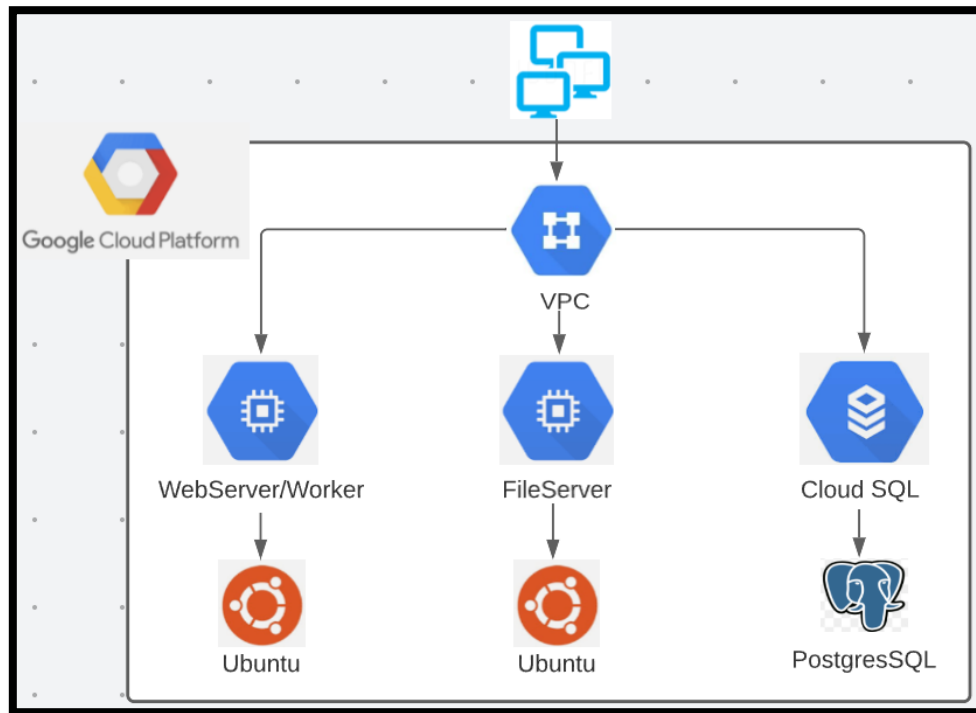 Google Cloud Platform
VPC
WebServer/Worker
FileServer
Cloud SQL
Ubuntu
Ubuntu
PostgresSQL